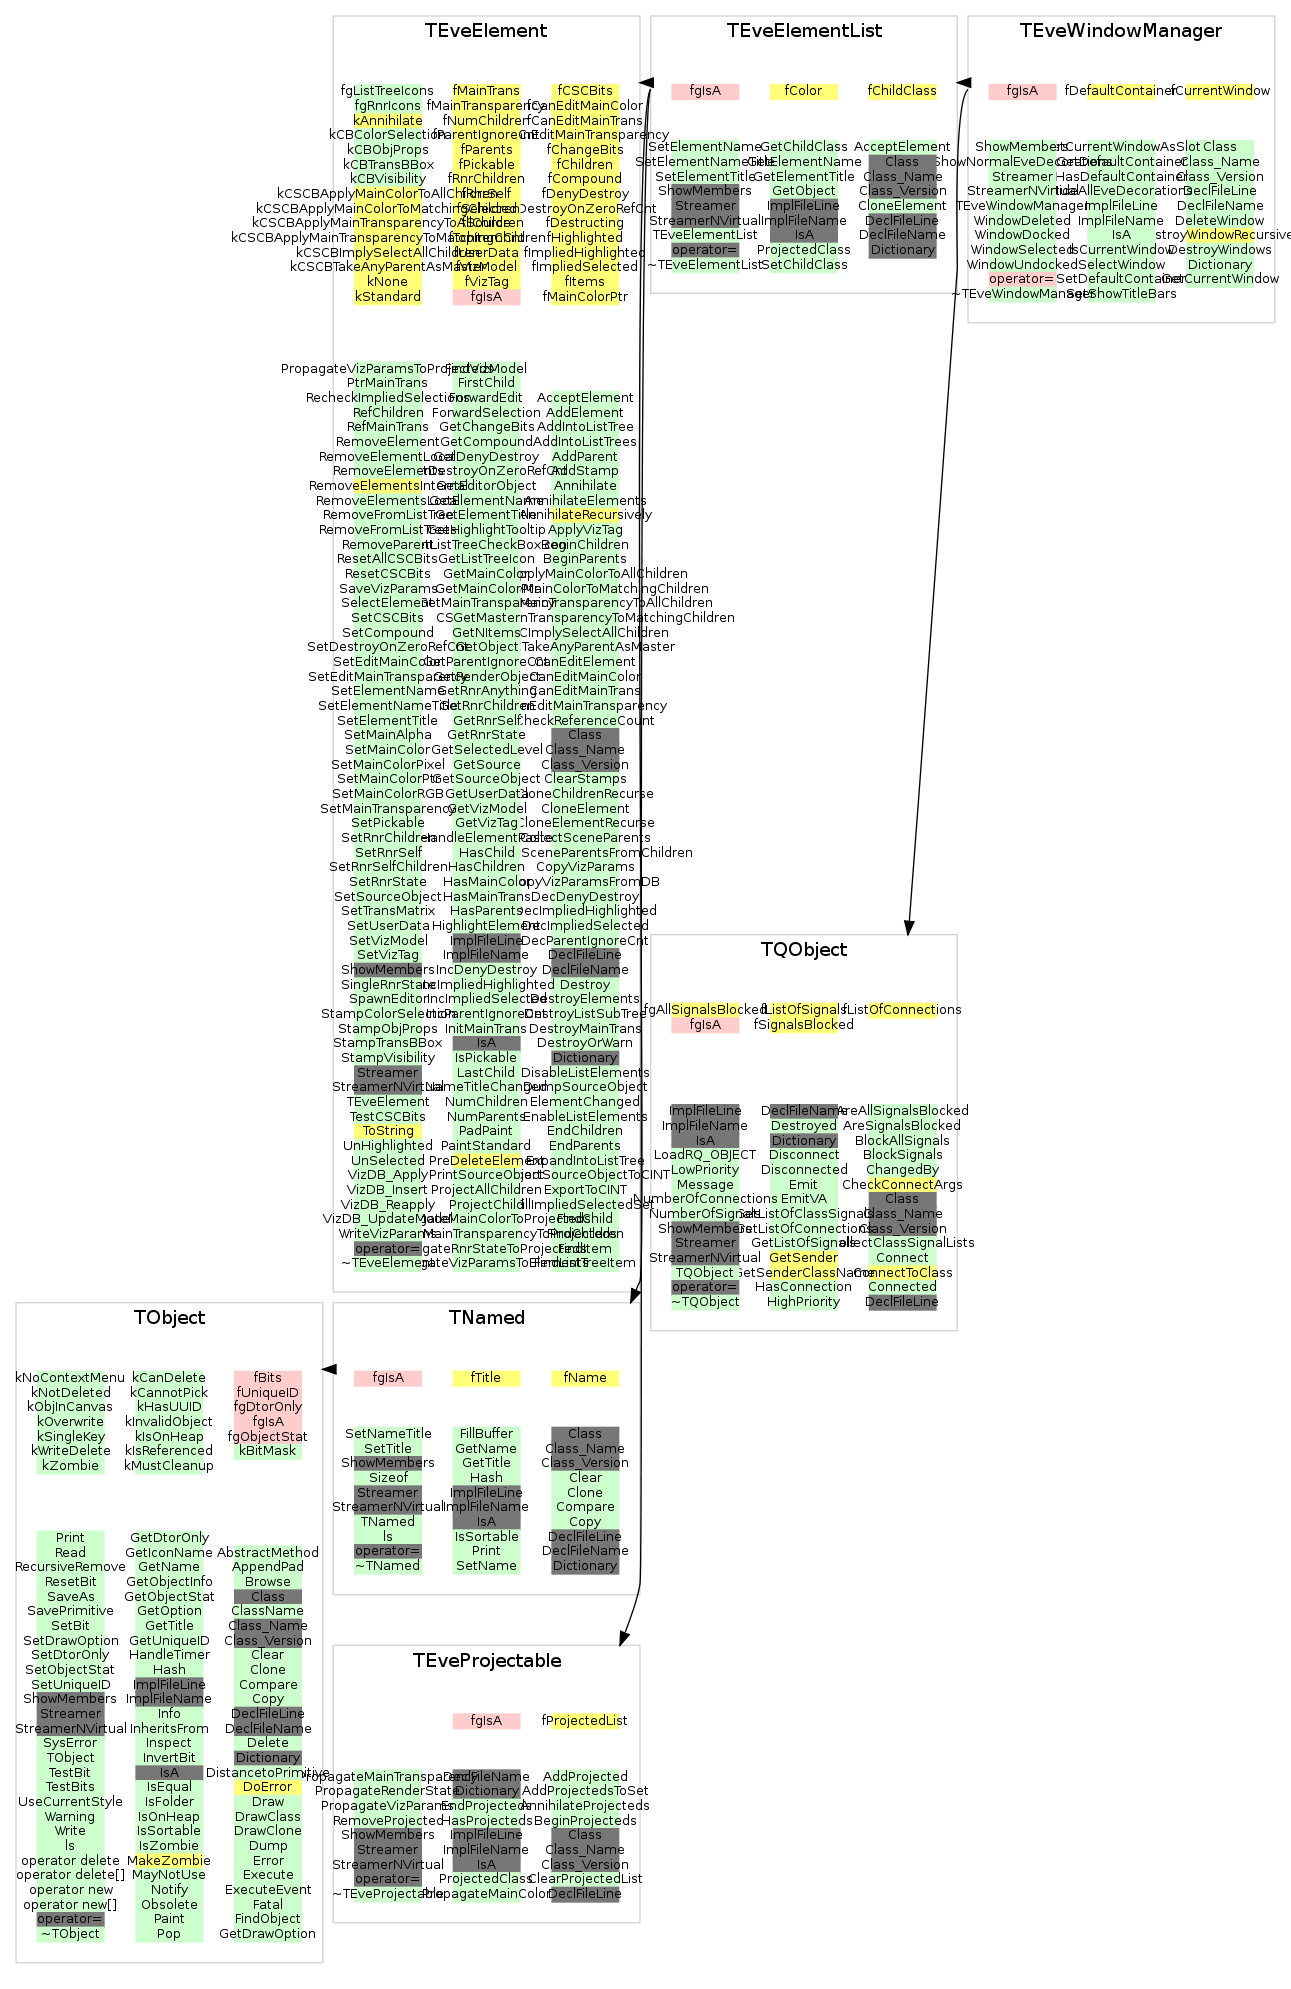 TEveElement
fgListTreeIcons
fgRnrIcons
kAnnihilate
kCBColorSelection
kCBObjProps
kCBTransBBox
kCBVisibility
kCSCBApplyMainColorToAllChildren
kCSCBApplyMainColorToMatchingChildren
kCSCBApplyMainTransparencyToAllChildren
kCSCBApplyMainTransparencyToMatchingChildren
kCSCBImplySelectAllChildren
kCSCBTakeAnyParentAsMaster
kNone
kStandard
fMainTrans
fMainTransparency
fNumChildren
fParentIgnoreCnt
fParents
fPickable
fRnrChildren
fRnrSelf
fSource
fUserData
fVizModel
fVizTag
fgIsA
fCSCBits
fCanEditMainColor
fCanEditMainTrans
EditMainTransparency
fChangeBits
fChildren
fCompound
fDenyDestroy
DestroyOnZeroRefCnt
fDestructing
fHighlighted
fImpliedHighlighted
fImpliedSelected
fItems
fMainColorPtr
PropagateVizParamsToProjecteds
PtrMainTrans
RecheckImpliedSelections
RefChildren
RefMainTrans
RemoveElement
RemoveElementLocal
RemoveElements
RemoveElementsInternal
RemoveElementsLocal
RemoveFromListTree
RemoveFromListTrees
RemoveParent
ResetAllCSCBits
ResetCSCBits
SaveVizParams
SelectElement
SetCSCBits
SetCompound
SetDestroyOnZeroRefCnt
SetEditMainColor
SetEditMainTransparency
SetElementName
SetElementNameTitle
SetElementTitle
SetMainAlpha
SetMainColor
SetMainColorPixel
SetMainColorPtr
SetMainColorRGB
SetMainTransparency
SetPickable
SetRnrChildren
SetRnrSelf
SetRnrSelfChildren
SetRnrState
SetSourceObject
SetTransMatrix
SetUserData
SetVizModel
SetVizTag
ShowMembers
SingleRnrState
SpawnEditor
StampColorSelection
StampObjProps
StampTransBBox
StampVisibility
Streamer
StreamerNVirtual
TEveElement
TestCSCBits
ToString
UnHighlighted
UnSelected
VizDB_Apply
VizDB_Insert
VizDB_Reapply
VizDB_UpdateModel
WriteVizParams
operator=
~TEveElement
FindVizModel
FirstChild
ForwardEdit
ForwardSelection
GetChangeBits
GetCompound
GetDenyDestroy
DestroyOnZeroRefCnt
GetEditorObject
GetElementName
GetElementTitle
GetHighlightTooltip
ListTreeCheckBoxIcon
GetListTreeIcon
GetMainColor
GetMainColorPtr
GetMainTransparency
GetMaster
GetNItems
GetObject
GetParentIgnoreCnt
GetRenderObject
GetRnrAnything
GetRnrChildren
GetRnrSelf
GetRnrState
GetSelectedLevel
GetSource
GetSourceObject
GetUserData
GetVizModel
GetVizTag
HandleElementPaste
HasChild
HasChildren
HasMainColor
HasMainTrans
HasParents
HighlightElement
ImplFileLine
ImplFileName
IncDenyDestroy
IncImpliedHighlighted
IncImpliedSelected
IncParentIgnoreCnt
InitMainTrans
IsA
IsPickable
LastChild
NameTitleChanged
NumChildren
NumParents
PadPaint
PaintStandard
PreDeleteElement
PrintSourceObject
ProjectAllChildren
ProjectChild
gateMainColorToProjecteds
MainTransparencyToProjecteds
gateRnrStateToProjecteds
gateVizParamsToElements
AcceptElement
AddElement
AddIntoListTree
AddIntoListTrees
AddParent
AddStamp
Annihilate
AnnihilateElements
AnnihilateRecursively
ApplyVizTag
BeginChildren
BeginParents
pplyMainColorToAllChildren
MainColorToMatchingChildren
MainTransparencyToAllChildren
nTransparencyToMatchingChildren
CImplySelectAllChildren
TakeAnyParentAsMaster
CanEditElement
CanEditMainColor
CanEditMainTrans
nEditMainTransparency
CheckReferenceCount
Class
Class_Name
Class_Version
ClearStamps
CloneChildrenRecurse
CloneElement
CloneElementRecurse
CollectSceneParents
SceneParentsFromChildren
CopyVizParams
opyVizParamsFromDB
DecDenyDestroy
DecImpliedHighlighted
DecImpliedSelected
DecParentIgnoreCnt
DeclFileLine
DeclFileName
Destroy
DestroyElements
DestroyListSubTree
DestroyMainTrans
DestroyOrWarn
Dictionary
DisableListElements
DumpSourceObject
ElementChanged
EnableListElements
EndChildren
EndParents
ExpandIntoListTree
ortSourceObjectToCINT
ExportToCINT
illImpliedSelectedSet
FindChild
FindChildren
FindItem
FindListTreeItem
TEveElementList
fgIsA
fColor
fChildClass
SetElementName
SetElementNameTitle
SetElementTitle
ShowMembers
Streamer
StreamerNVirtual
TEveElementList
operator=
~TEveElementList
GetChildClass
GetElementName
GetElementTitle
GetObject
ImplFileLine
ImplFileName
IsA
ProjectedClass
SetChildClass
AcceptElement
Class
Class_Name
Class_Version
CloneElement
DeclFileLine
DeclFileName
Dictionary
TEveWindowManager
fgIsA
fDefaultContainer
fCurrentWindow
ShowMembers
ShowNormalEveDecorations
Streamer
StreamerNVirtual
TEveWindowManager
WindowDeleted
WindowDocked
WindowSelected
WindowUndocked
operator=
~TEveWindowManager
CurrentWindowAsSlot
GetDefaultContainer
HasDefaultContainer
HideAllEveDecorations
ImplFileLine
ImplFileName
IsA
IsCurrentWindow
SelectWindow
SetDefaultContainer
SetShowTitleBars
Class
Class_Name
Class_Version
DeclFileLine
DeclFileName
DeleteWindow
stroyWindowRecursive
DestroyWindows
Dictionary
GetCurrentWindow
TQObject
fgAllSignalsBlocked
fgIsA
fListOfSignals
fSignalsBlocked
fListOfConnections
ImplFileLine
ImplFileName
IsA
LoadRQ_OBJECT
LowPriority
Message
NumberOfConnections
NumberOfSignals
ShowMembers
Streamer
StreamerNVirtual
TQObject
operator=
~TQObject
DeclFileName
Destroyed
Dictionary
Disconnect
Disconnected
Emit
EmitVA
GetListOfClassSignals
GetListOfConnections
GetListOfSignals
GetSender
GetSenderClassName
HasConnection
HighPriority
AreAllSignalsBlocked
AreSignalsBlocked
BlockAllSignals
BlockSignals
ChangedBy
CheckConnectArgs
Class
Class_Name
Class_Version
ollectClassSignalLists
Connect
ConnectToClass
Connected
DeclFileLine
TObject
kNoContextMenu
kNotDeleted
kObjInCanvas
kOverwrite
kSingleKey
kWriteDelete
kZombie
kCanDelete
kCannotPick
kHasUUID
kInvalidObject
kIsOnHeap
kIsReferenced
kMustCleanup
fBits
fUniqueID
fgDtorOnly
fgIsA
fgObjectStat
kBitMask
Print
Read
RecursiveRemove
ResetBit
SaveAs
SavePrimitive
SetBit
SetDrawOption
SetDtorOnly
SetObjectStat
SetUniqueID
ShowMembers
Streamer
StreamerNVirtual
SysError
TObject
TestBit
TestBits
UseCurrentStyle
Warning
Write
ls
operator delete
operator delete[]
operator new
operator new[]
operator=
~TObject
GetDtorOnly
GetIconName
GetName
GetObjectInfo
GetObjectStat
GetOption
GetTitle
GetUniqueID
HandleTimer
Hash
ImplFileLine
ImplFileName
Info
InheritsFrom
Inspect
InvertBit
IsA
IsEqual
IsFolder
IsOnHeap
IsSortable
IsZombie
MakeZombie
MayNotUse
Notify
Obsolete
Paint
Pop
AbstractMethod
AppendPad
Browse
Class
ClassName
Class_Name
Class_Version
Clear
Clone
Compare
Copy
DeclFileLine
DeclFileName
Delete
Dictionary
DistancetoPrimitive
DoError
Draw
DrawClass
DrawClone
Dump
Error
Execute
ExecuteEvent
Fatal
FindObject
GetDrawOption
TNamed
fgIsA
fTitle
fName
SetNameTitle
SetTitle
ShowMembers
Sizeof
Streamer
StreamerNVirtual
TNamed
ls
operator=
~TNamed
FillBuffer
GetName
GetTitle
Hash
ImplFileLine
ImplFileName
IsA
IsSortable
Print
SetName
Class
Class_Name
Class_Version
Clear
Clone
Compare
Copy
DeclFileLine
DeclFileName
Dictionary
TEveProjectable
fgIsA
fProjectedList
PropagateMainTransparency
PropagateRenderState
PropagateVizParams
RemoveProjected
ShowMembers
Streamer
StreamerNVirtual
operator=
~TEveProjectable
DeclFileName
Dictionary
EndProjecteds
HasProjecteds
ImplFileLine
ImplFileName
IsA
ProjectedClass
PropagateMainColor
AddProjected
AddProjectedsToSet
AnnihilateProjecteds
BeginProjecteds
Class
Class_Name
Class_Version
ClearProjectedList
DeclFileLine